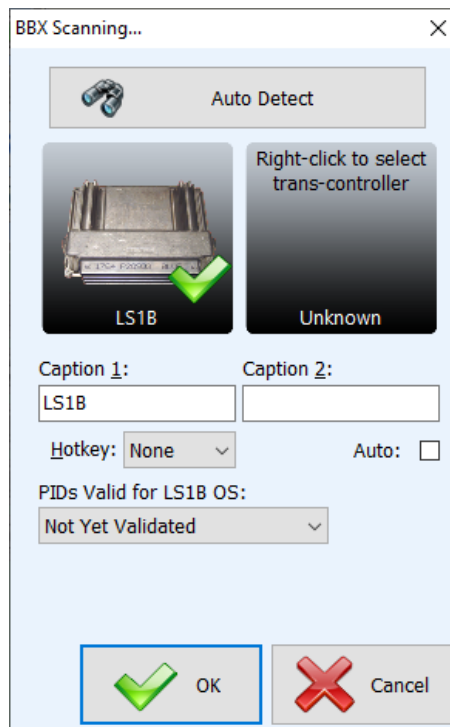 BBX Scanning...
Auto Detect
Right-click to select
trans-controller
LS1B
Unknown
Caption 1:
Caption 2:
LS1B
Hotkey:
None
Auto:
PIDs Valid for LS1B OS:
Not Yet Validated
OK
Cancel